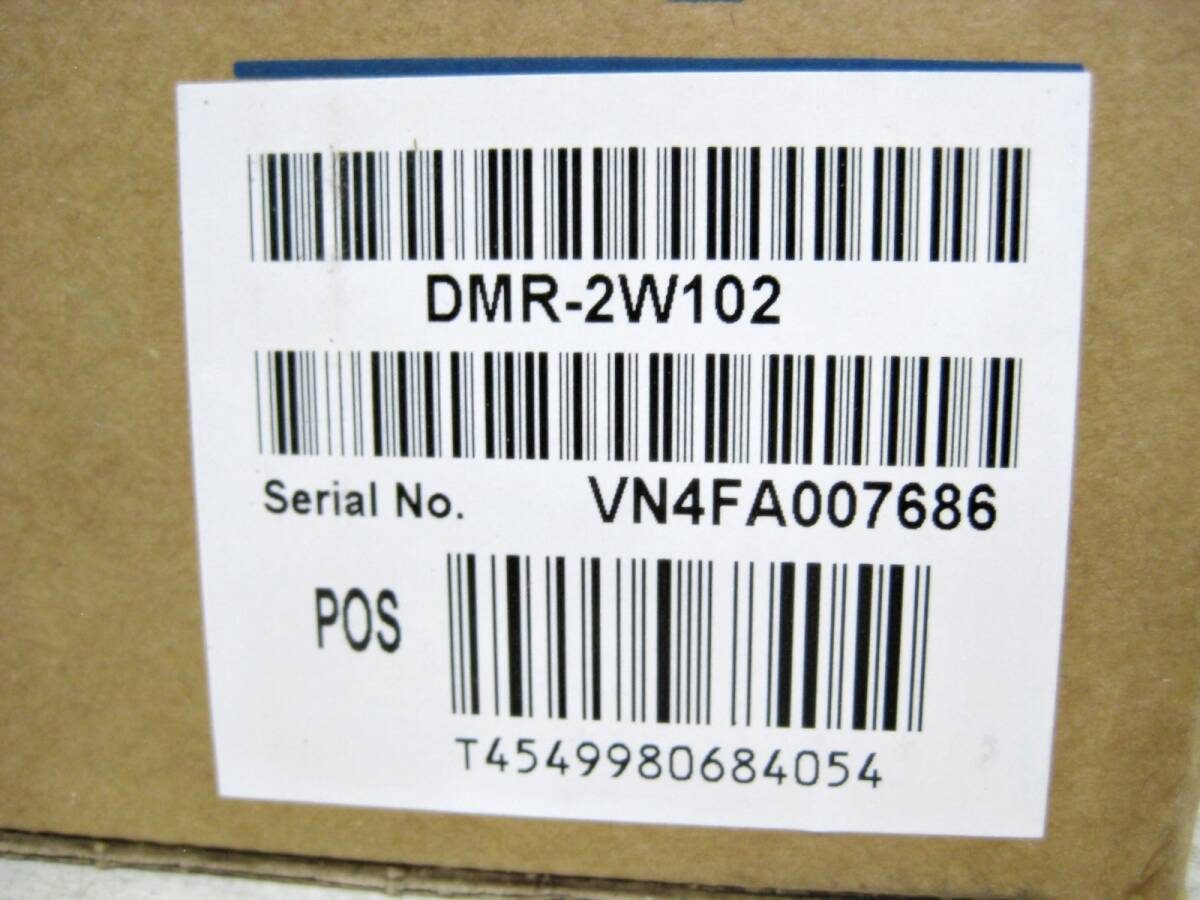 DMR-2W102
Serial No. VN4FA007686
POS
T4549980684054